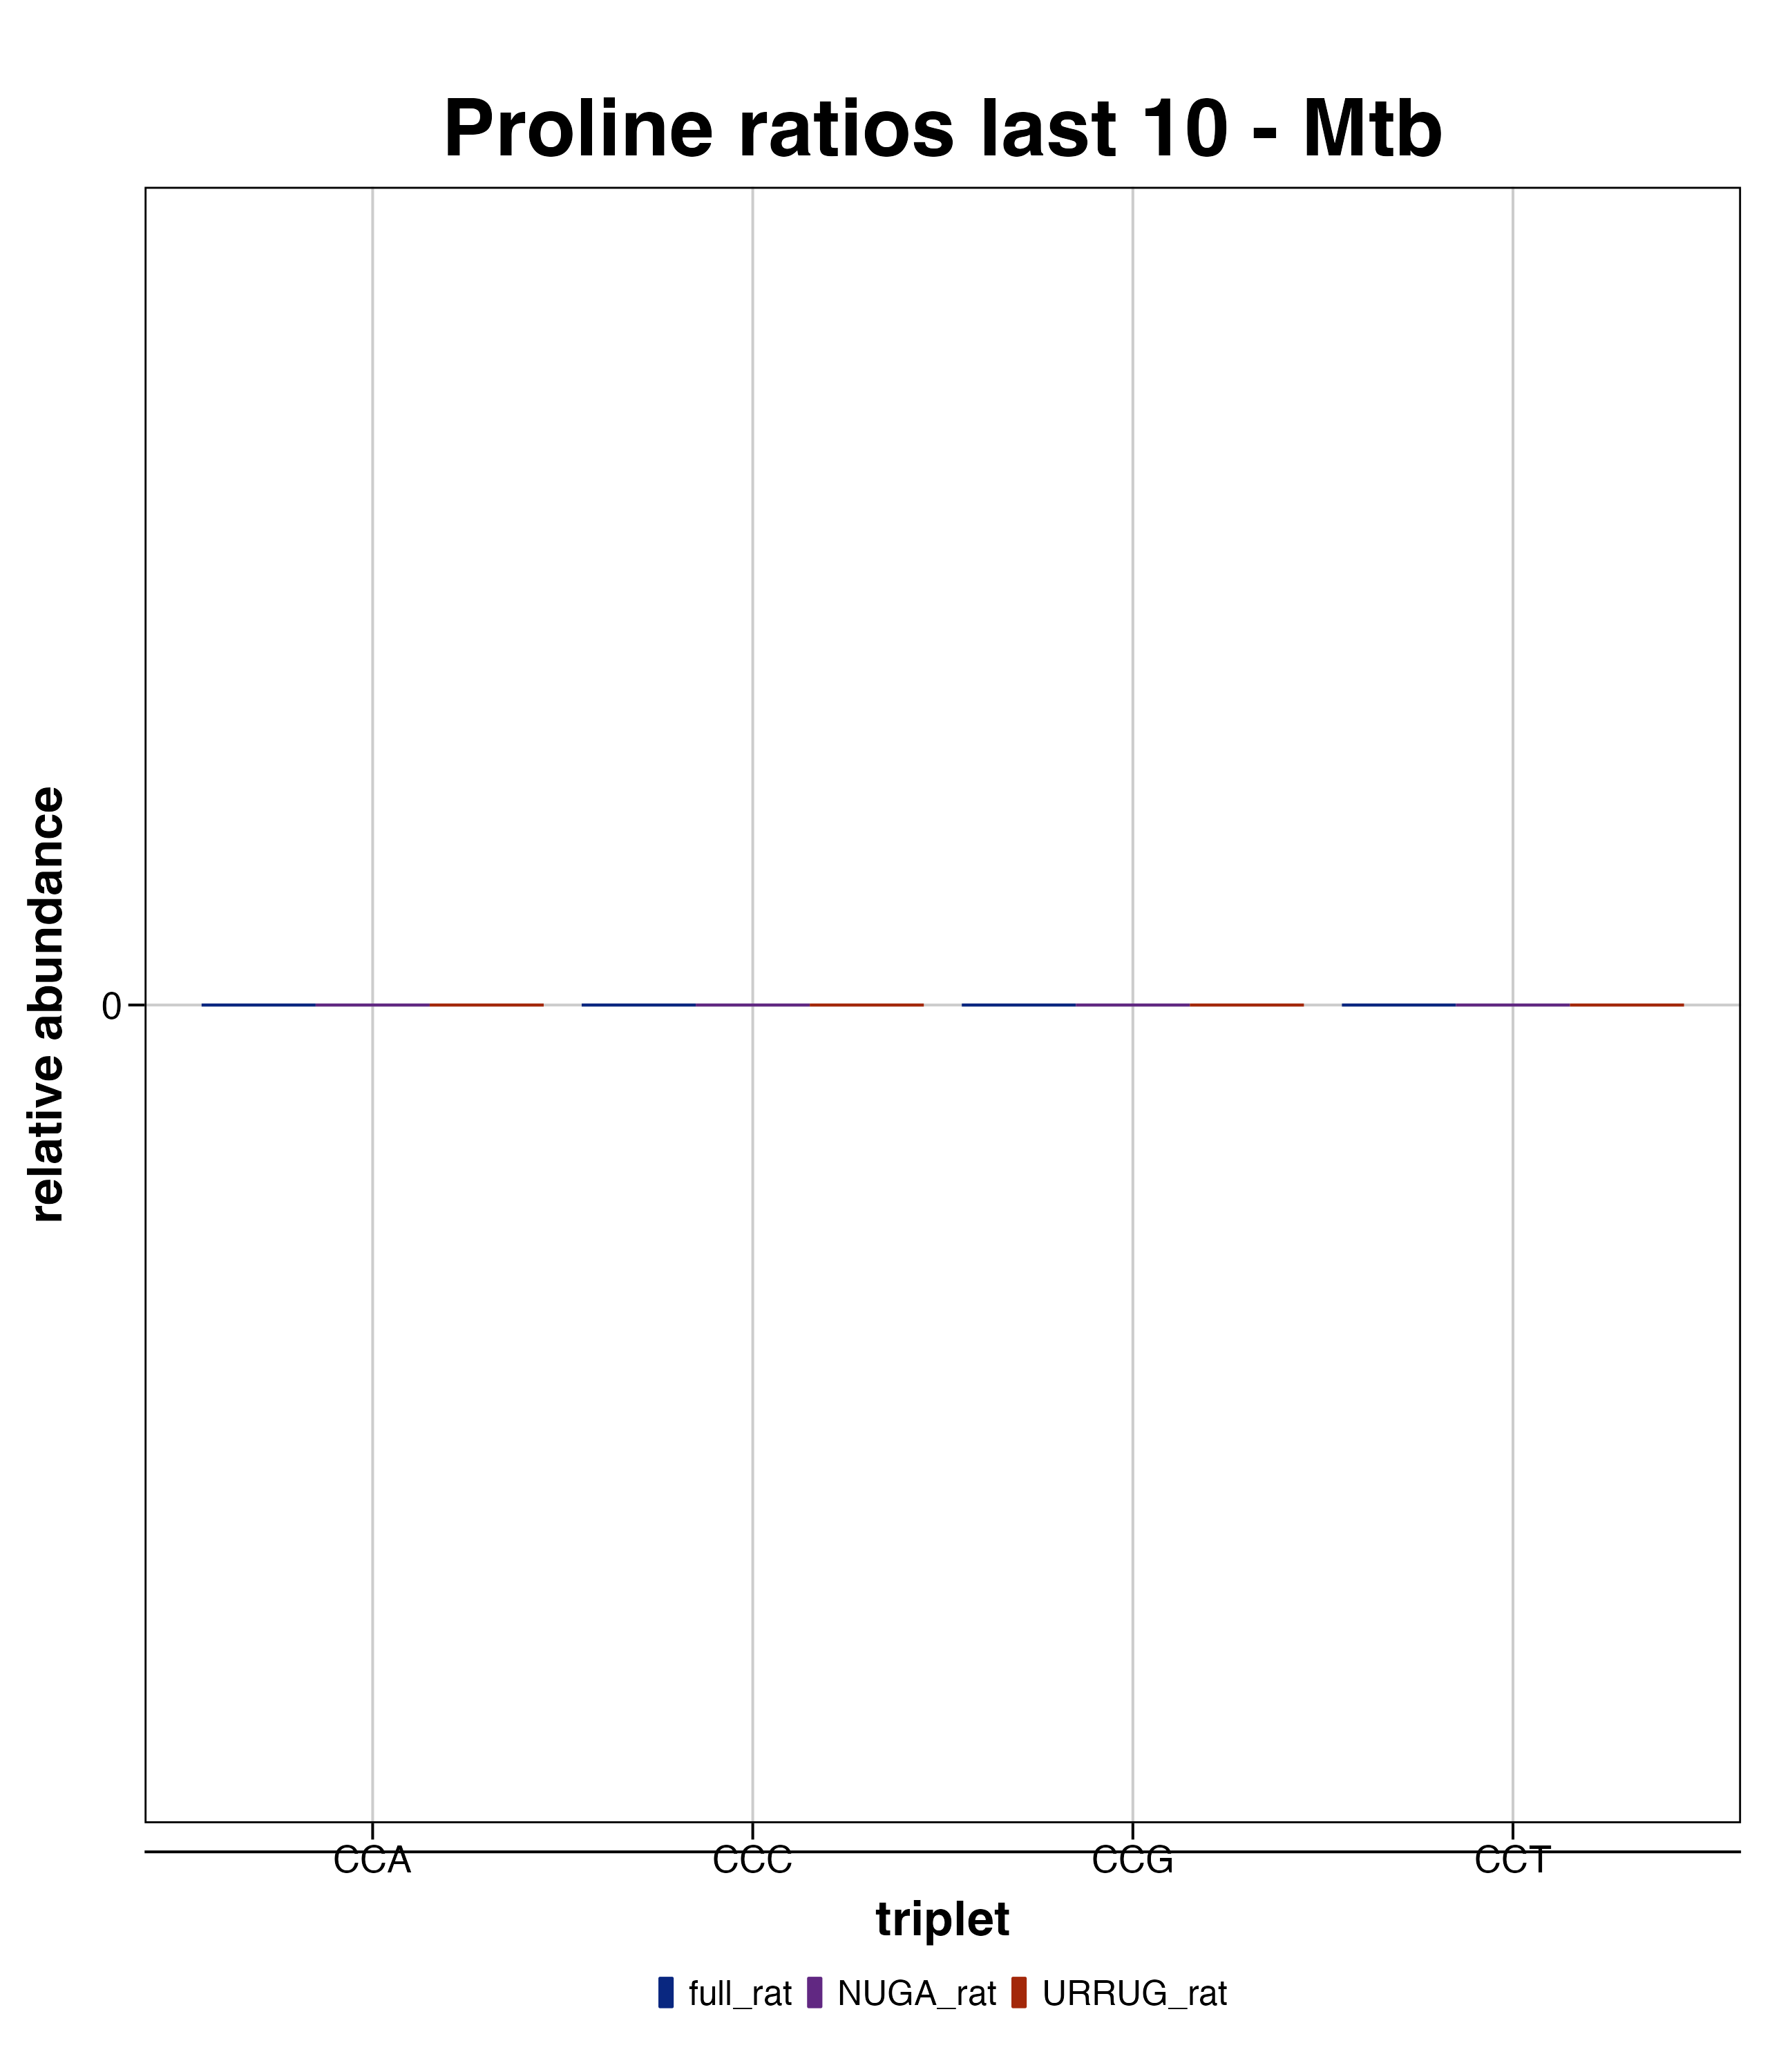 Proline ratios last 10 - Mtb
relative abundance
0
CCA CCC CCG CCT
triplet
full_rat NUGA_rat URRUG_rat